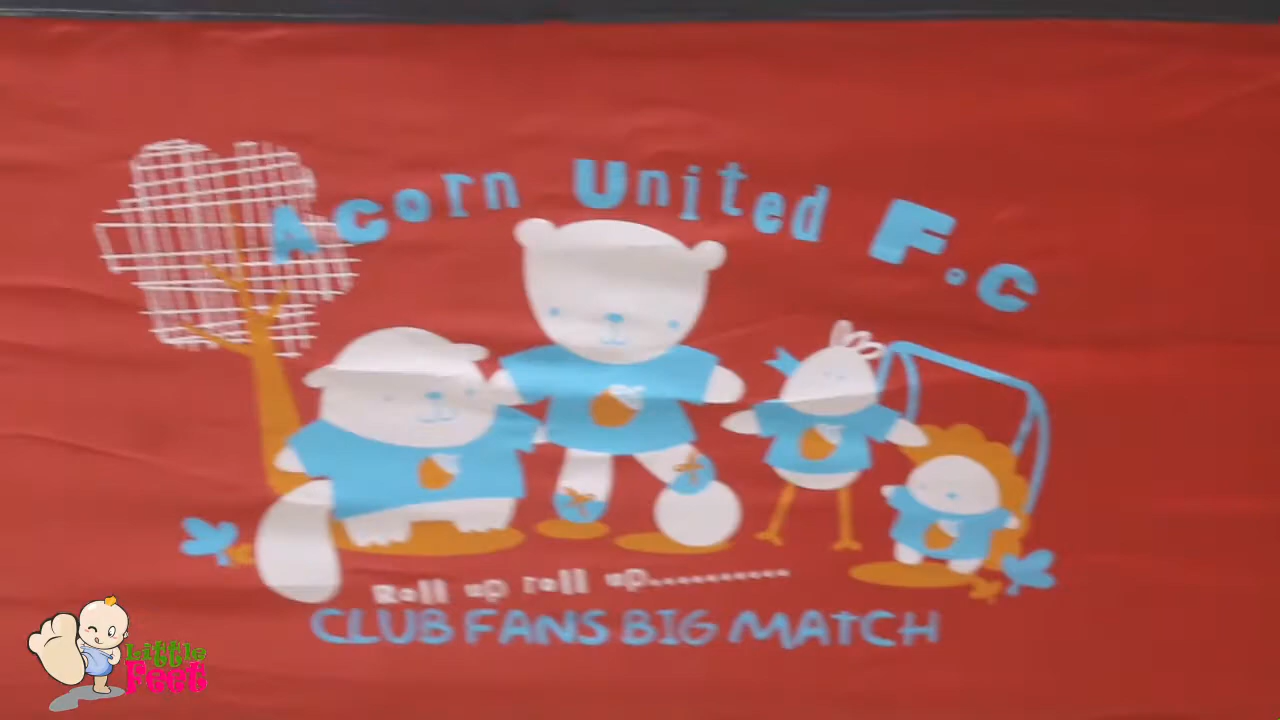 Acorn United F.C
Roll up roll up...........
CLUB FANS BIG MATCH
Little
Feet